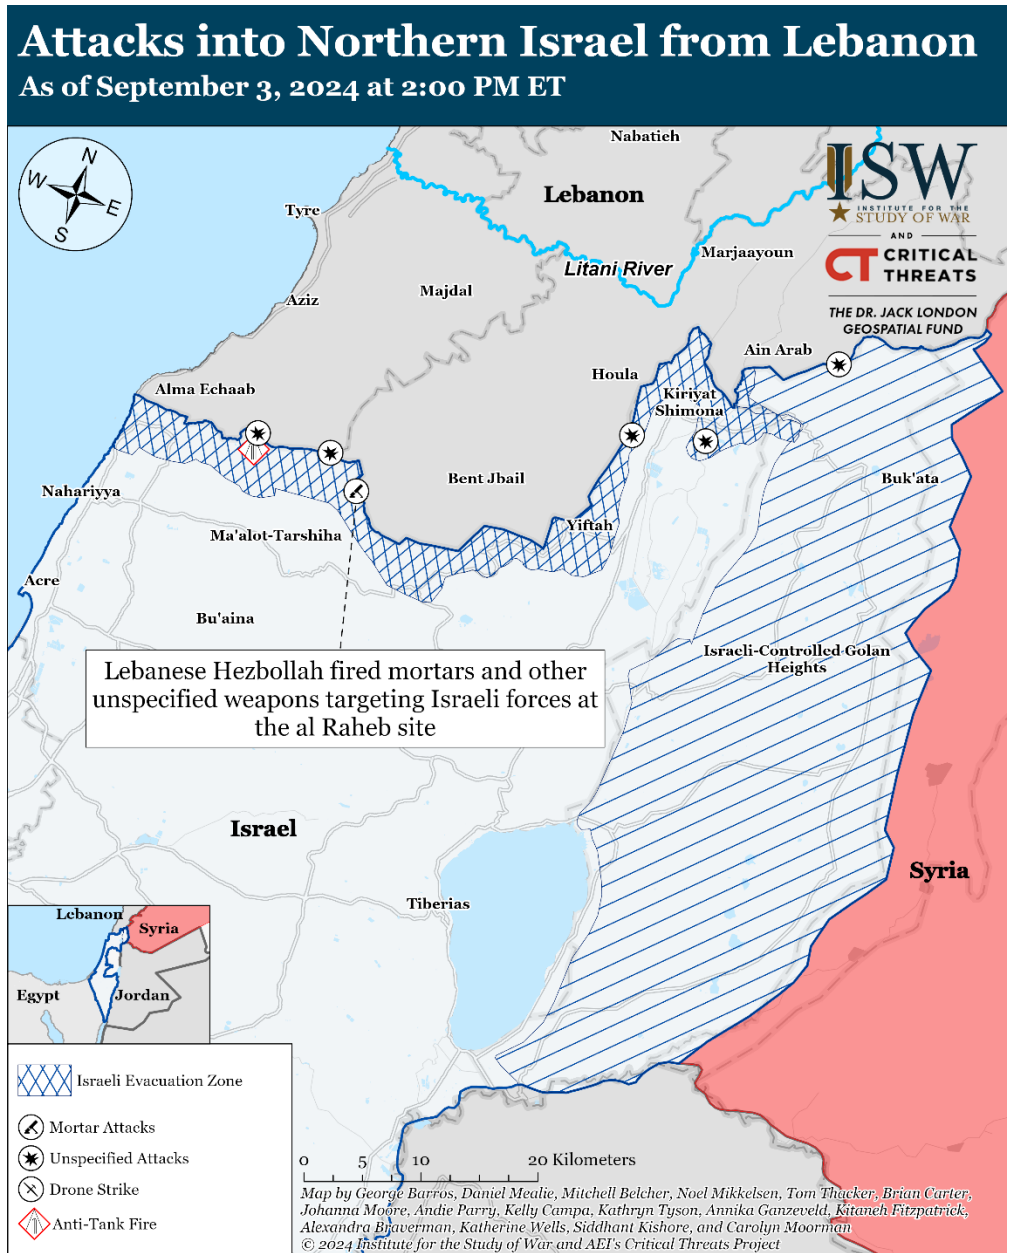 Attacks into Northern Israel from Lebanon
As of September 3, 2024 at 2:00 PM ET
N
W
E
S
ISW
INSTITUTE FOR THE
STUDY OF WAR
AND
CT CRITICAL
THREATS
THE DR. JACK LONDON
GEOSPATIAL FUND
Nabatieh
Lebanon
Tyre
Marjaayoun
Litani River
Majdal
Aziz
Ain Arab
Houla
Alma Echaab
Kiriyat
Shimona
Bent Jbail
Buk'ata
Nahariyya
Yiftah
Ma'alot-Tarshiha
Acre
Bu'aina
Israeli-Controlled Golan
Heights
Lebanese Hezbollah fired mortars and other
unspecified weapons targeting Israeli forces at
the al Raheb site
Israel
Syria
Tiberias
Lebanon
Syria
Egypt
Jordan
Israeli Evacuation Zone
Mortar Attacks
Unspecified Attacks
Drone Strike
Anti-Tank Fire
0 5 10 20 Kilometers
Map by George Barros, Daniel Mealie, Mitchell Belcher, Noel Mikkelsen, Tom Thacker, Brian Carter,
Johanna Moore, Andie Parry, Kelly Campa, Kathryn Tyson, Annika Ganzeveld, Kitaneh Fitzpatrick,
Alexandra Braverman, Katherine Wells, Siddhant Kishore, and Carolyn Moorman
© 2024 Institute for the Study of War and AEI's Critical Threats Project